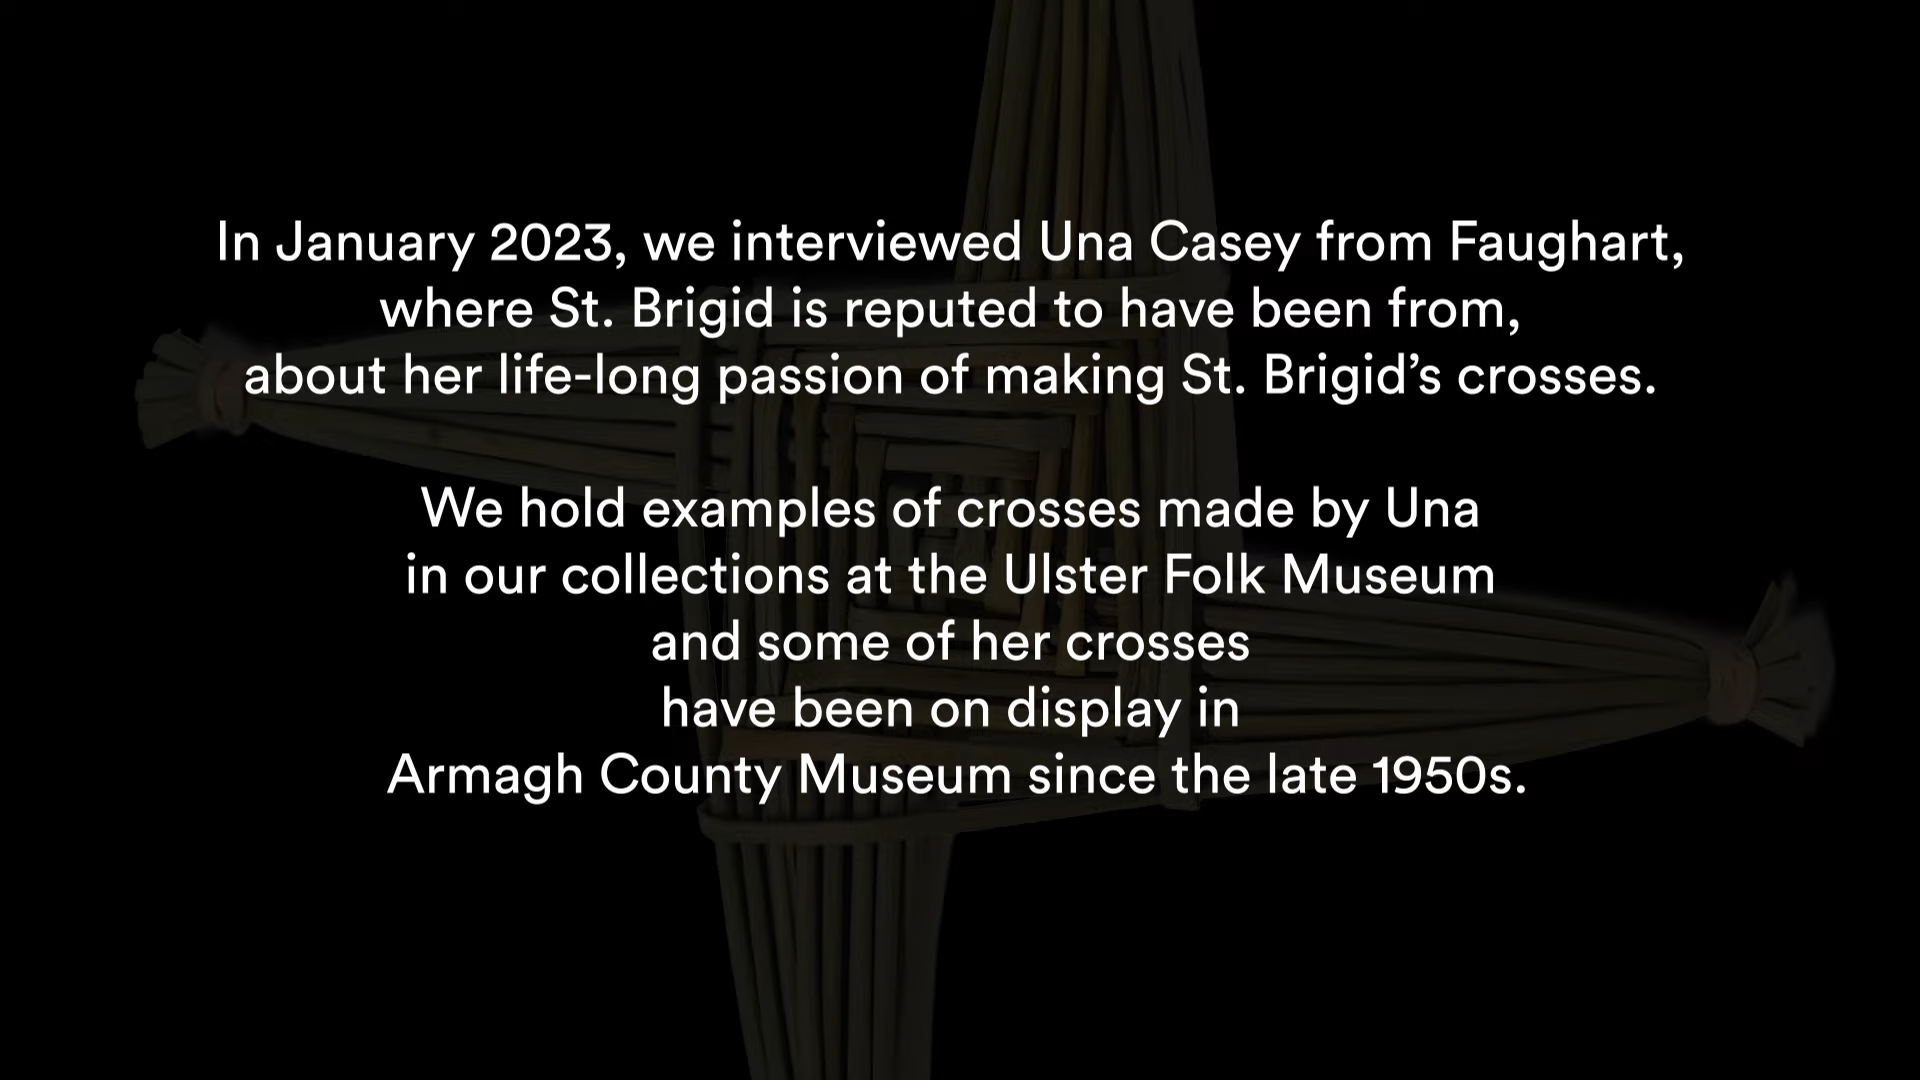 In January 2023, we interviewed Una Casey from Faughart,
where St. Brigid is reputed to have been from,
about her life-long passion of making St. Brigid’s crosses.
We hold examples of crosses made by Una
in our collections at the Ulster Folk Museum
and some of her crosses
have been on display in
Armagh County Museum since the late 1950s.